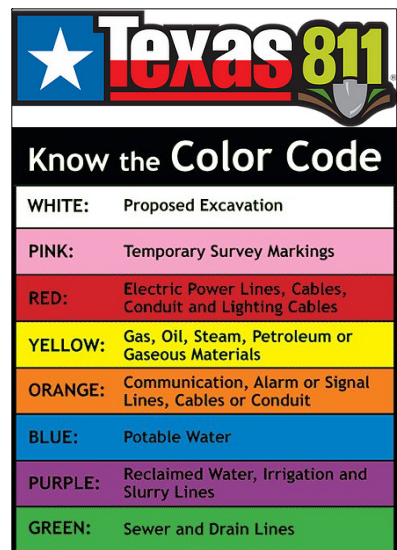 Texas 811
Know the Color Code
WHITE: Proposed Excavation
PINK: Temporary Survey Markings
RED: Electric Power Lines, Cables,
Conduit and Lighting Cables
YELLOW: Gas, Oil, Steam, Petroleum or
Gaseous Materials
ORANGE: Communication, Alarm or Signal
Lines, Cables or Conduit
BLUE: Potable Water
PURPLE: Reclaimed Water, Irrigation and
Slurry Lines
GREEN: Sewer and Drain Lines